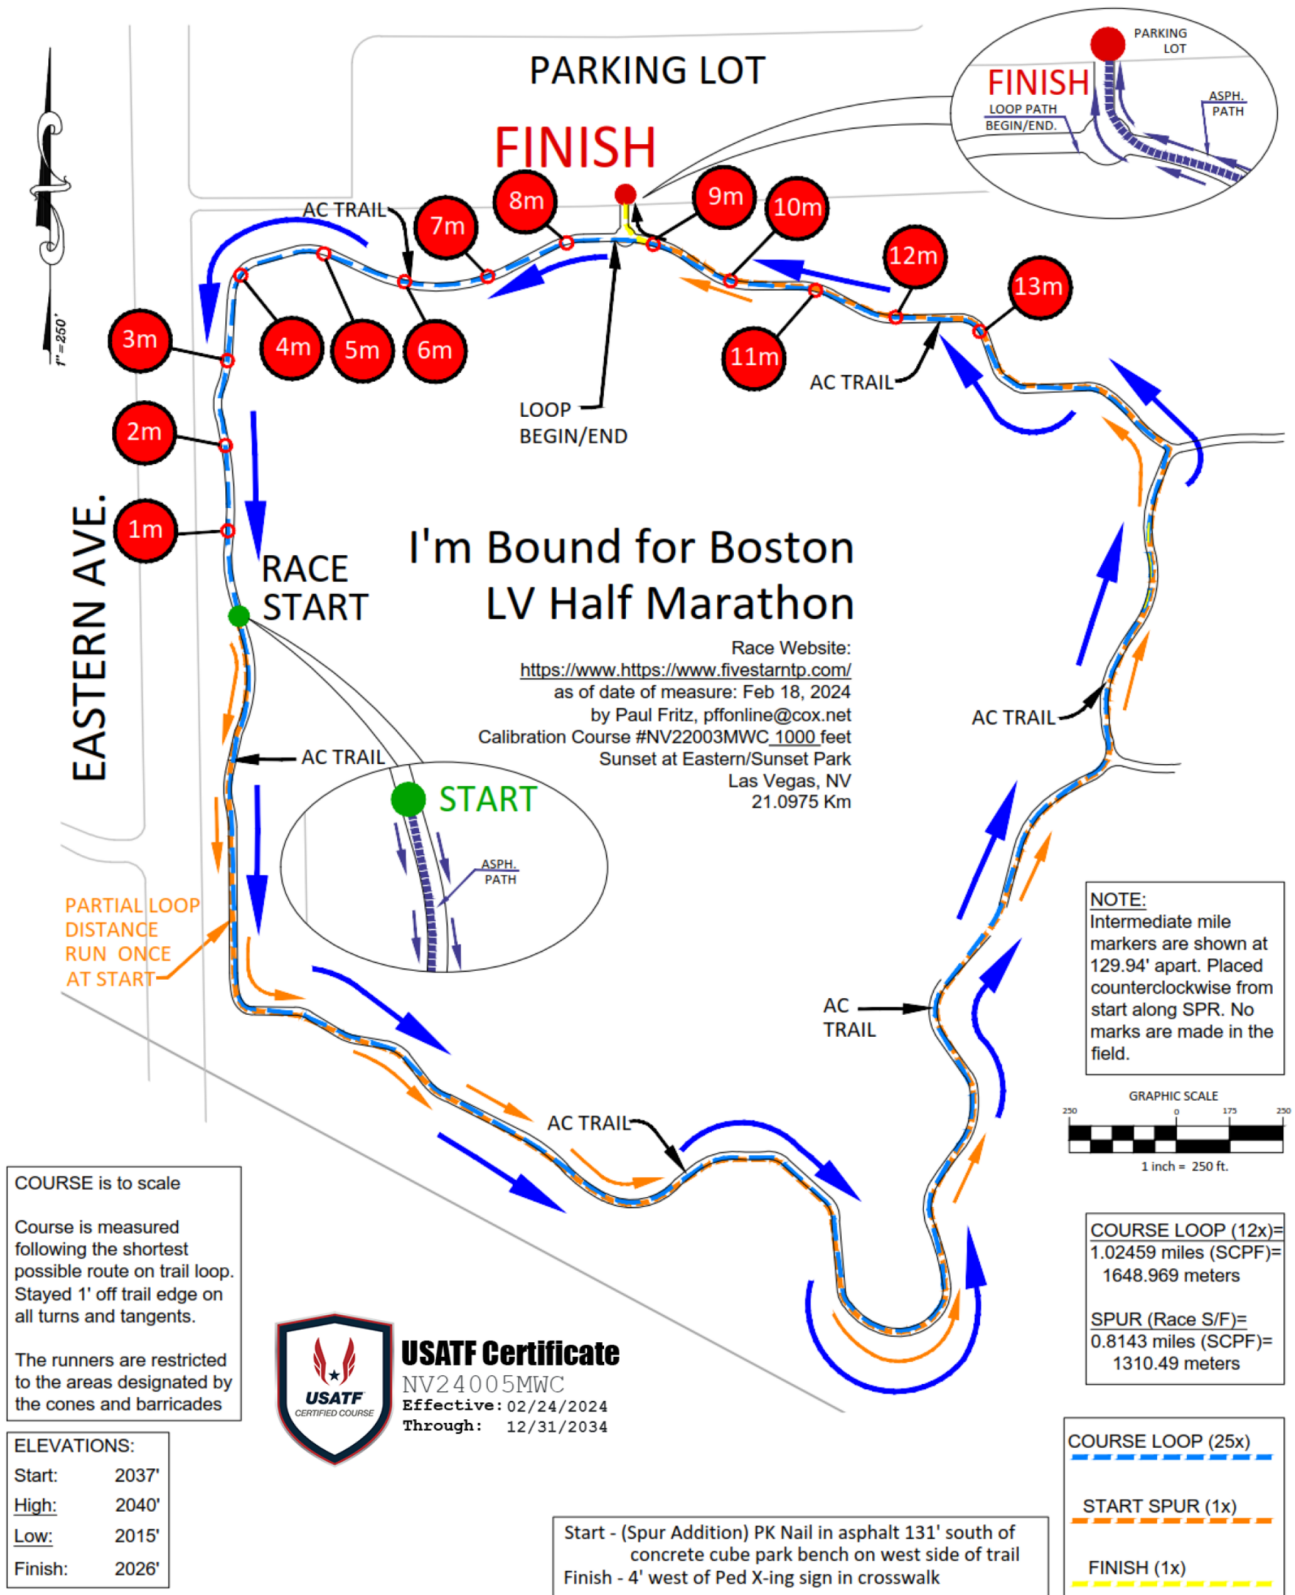 PARKING LOT
FINISH
PARKING
LOT
FINISH
LOOP PATH
BEGIN/END.
ASPH.
PATH
1"=250'
AC TRAIL
7m
8m
9m
10m
12m
13m
3m
4m
5m
6m
11m
AC TRAIL
2m
LOOP
BEGIN/END
1m
EASTERN AVE.
RACE
START
I'm Bound for Boston
LV Half Marathon
Race Website:
https://www.https://www.fivestarntp.com/
as of date of measure: Feb 18, 2024
by Paul Fritz, pffonline@cox.net
Calibration Course #NV22003MWC 1000 feet
Sunset at Eastern/Sunset Park
Las Vegas, NV
21.0975 Km
AC TRAIL
AC TRAIL
START
ASPH.
PATH
PARTIAL LOOP
DISTANCE
RUN ONCE
AT START
AC
TRAIL
NOTE:
Intermediate mile
markers are shown at
129.94' apart. Placed
counterclockwise from
start along SPR. No
marks are made in the
field.
GRAPHIC SCALE
250 0 175 250
1 inch = 250 ft.
AC TRAIL
COURSE is to scale
Course is measured
following the shortest
possible route on trail loop.
Stayed 1' off trail edge on
all turns and tangents.
The runners are restricted
to the areas designated by
the cones and barricades
COURSE LOOP (12x)=
1.02459 miles (SCPF)=
1648.969 meters
SPUR (Race S/F)=
0.8143 miles (SCPF)=
1310.49 meters
USATF
CERTIFIED COURSE
USATF Certificate
NV24005MWC
Effective: 02/24/2024
Through: 12/31/2034
ELEVATIONS:
Start: 2037'
High: 2040'
Low: 2015'
Finish: 2026'
COURSE LOOP (25x)
START SPUR (1x)
FINISH (1x)
Start - (Spur Addition) PK Nail in asphalt 131' south of
concrete cube park bench on west side of trail
Finish - 4' west of Ped X-ing sign in crosswalk